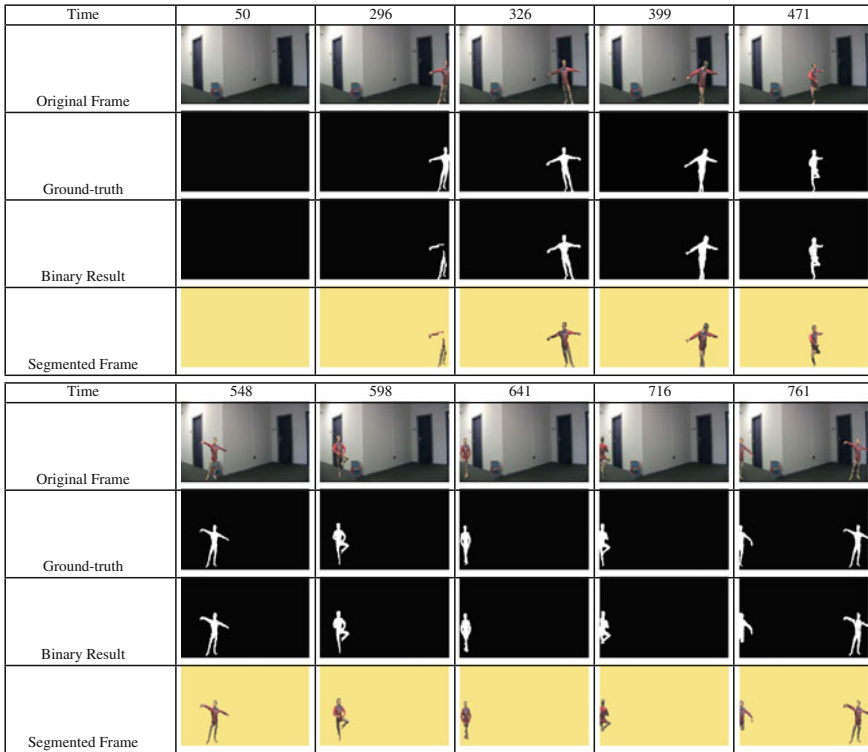 Time 50 296 326 399 471
Original Frame
Ground-truth
Binary Result
Segmented Frame
Time 548 598 641 716 761
Original Frame
Ground-truth
Binary Result
Segmented Frame